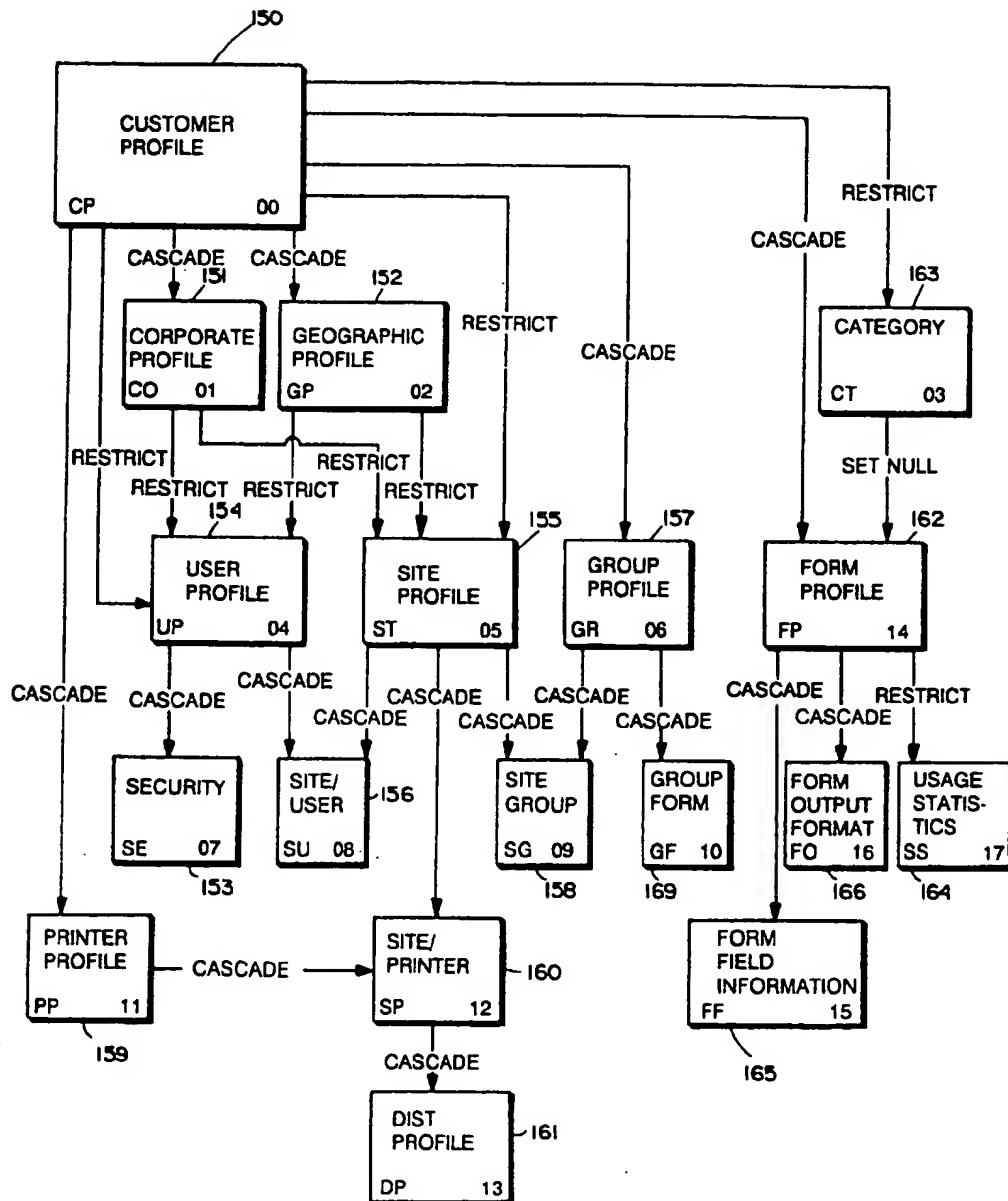 150
CUSTOMER
PROFILE
CP 00
CASCADE
CASCADE
RESTRICT
CASCADE
CASCADE
RESTRICT
151
CORPORATE
PROFILE
CO 01
152
GEOGRAPHIC
PROFILE
GP 02
163
CATEGORY
CT 03
RESTRICT
RESTRICT
RESTRICT
RESTRICT
RESTRICT
SET NULL
154
USER
PROFILE
UP 04
155
SITE
PROFILE
ST 05
157
GROUP
PROFILE
GR 06
162
FORM
PROFILE
FP 14
CASCADE
CASCADE
CASCADE
CASCADE
CASCADE
CASCADE
CASCADE
CASCADE
CASCADE
CASCADE
RESTRICT
SECURITY
SE 07
153
SITE/
USER
SU 08
156
SITE
GROUP
SG 09
158
GROUP
FORM
GF 10
169
FORM
OUTPUT
FORMAT
FO 16
166
USAGE
STATIS-
TICS
SS 17
164
PRINTER
PROFILE
PP 11
159
CASCADE
SITE/
PRINTER
SP 12
160
FORM
FIELD
INFORMATION
FF 15
165
CASCADE
DIST
PROFILE
DP 13
161